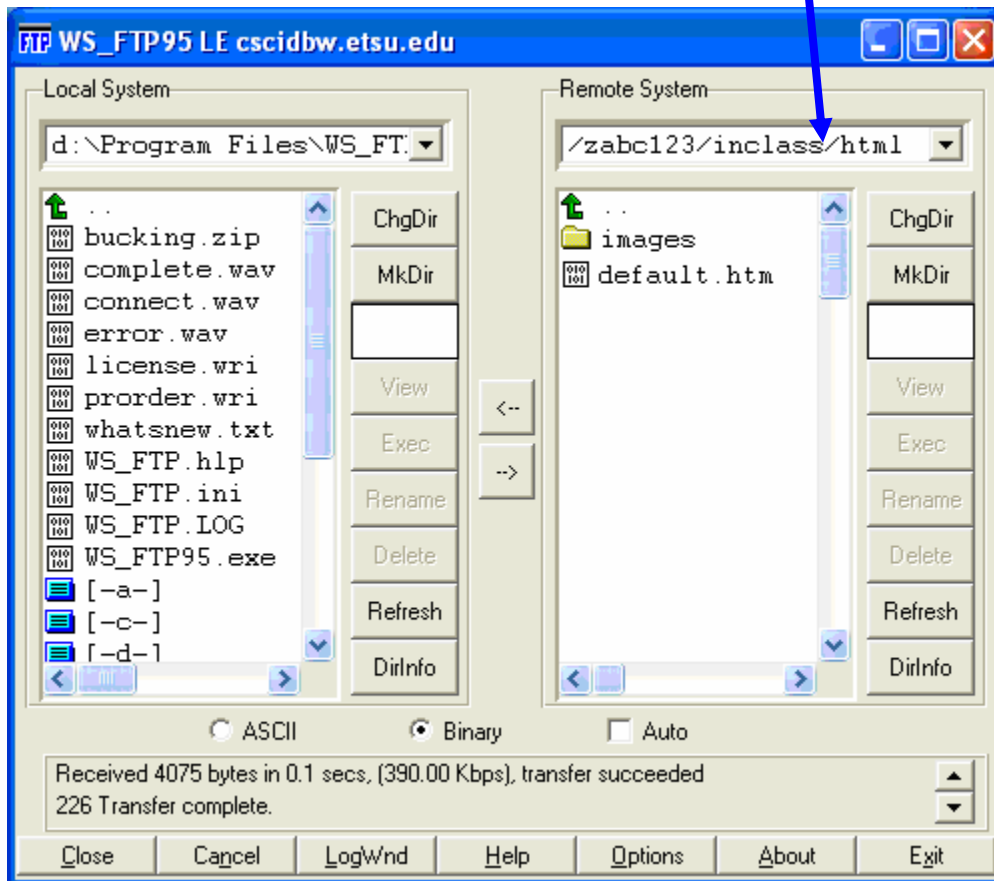 WS_FTP95 LE cscidbw.etsu.edu
Local System
d:\Program Files\WS_FT
..
bucking.zip
complete.wav
connect.wav
error.wav
license.wri
prorder.wri
whatsnew.txt
WS_FTP.hlp
WS_FTP.ini
WS_FTP.LOG
WS_FTP95.exe
[-a-]
[-c-]
[-d-]
ChgDir
MkDir
View
Exec
Rename
Delete
Refresh
DirInfo
<--
-->
Remote System
/zabc123/inclass/html
..
images
default.htm
ChgDir
MkDir
View
Exec
Rename
Delete
Refresh
DirInfo
ASCII Binary Auto
Received 4075 bytes in 0.1 secs, (390.00 Kbps), transfer succeeded
226 Transfer complete.
Close Cancel LogWnd Help Options About Exit